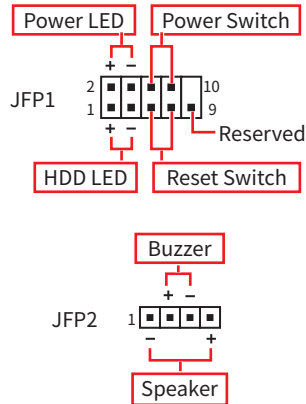 Power LED Power Switch
+ −
2 10
JFP1
1 9
+ − Reserved
HDD LED Reset Switch
Buzzer
+ −
JFP2 1
− +
Speaker